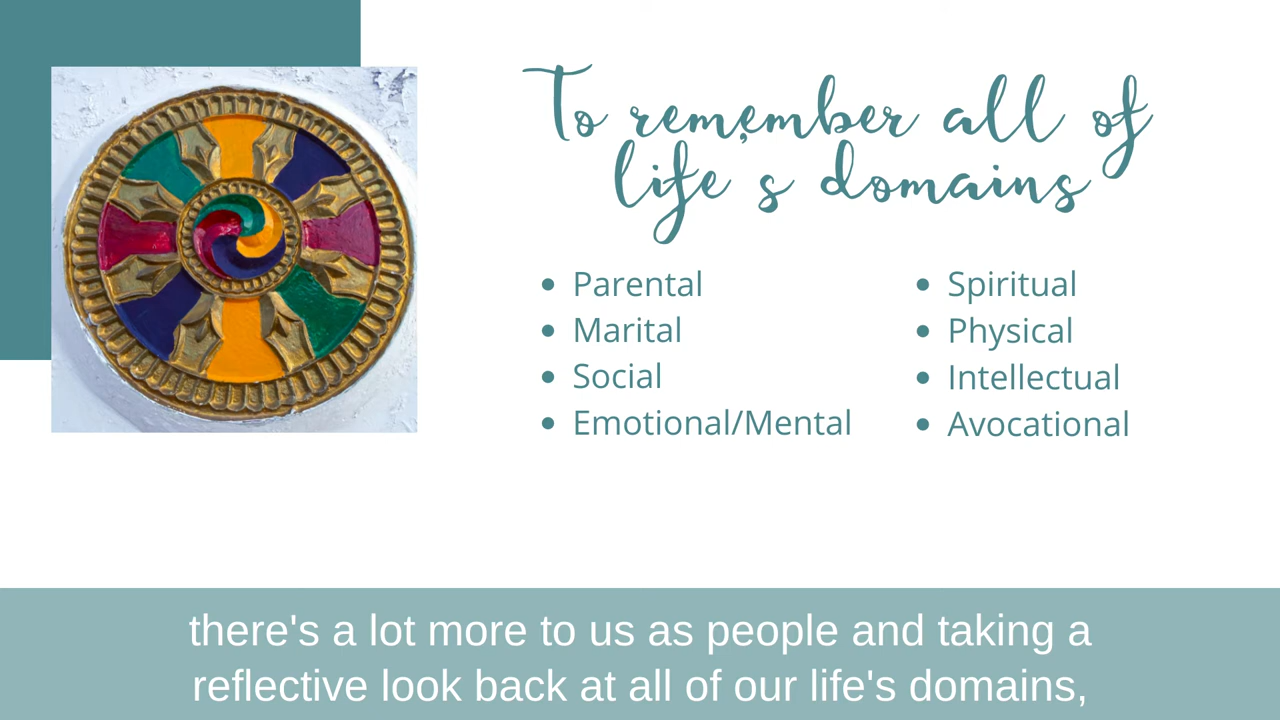 To remember all of
life's domains
Parental
Marital
Social
Emotional/Mental
Spiritual
Physical
Intellectual
Avocational
there's a lot more to us as people and taking a
reflective look back at all of our life's domains,